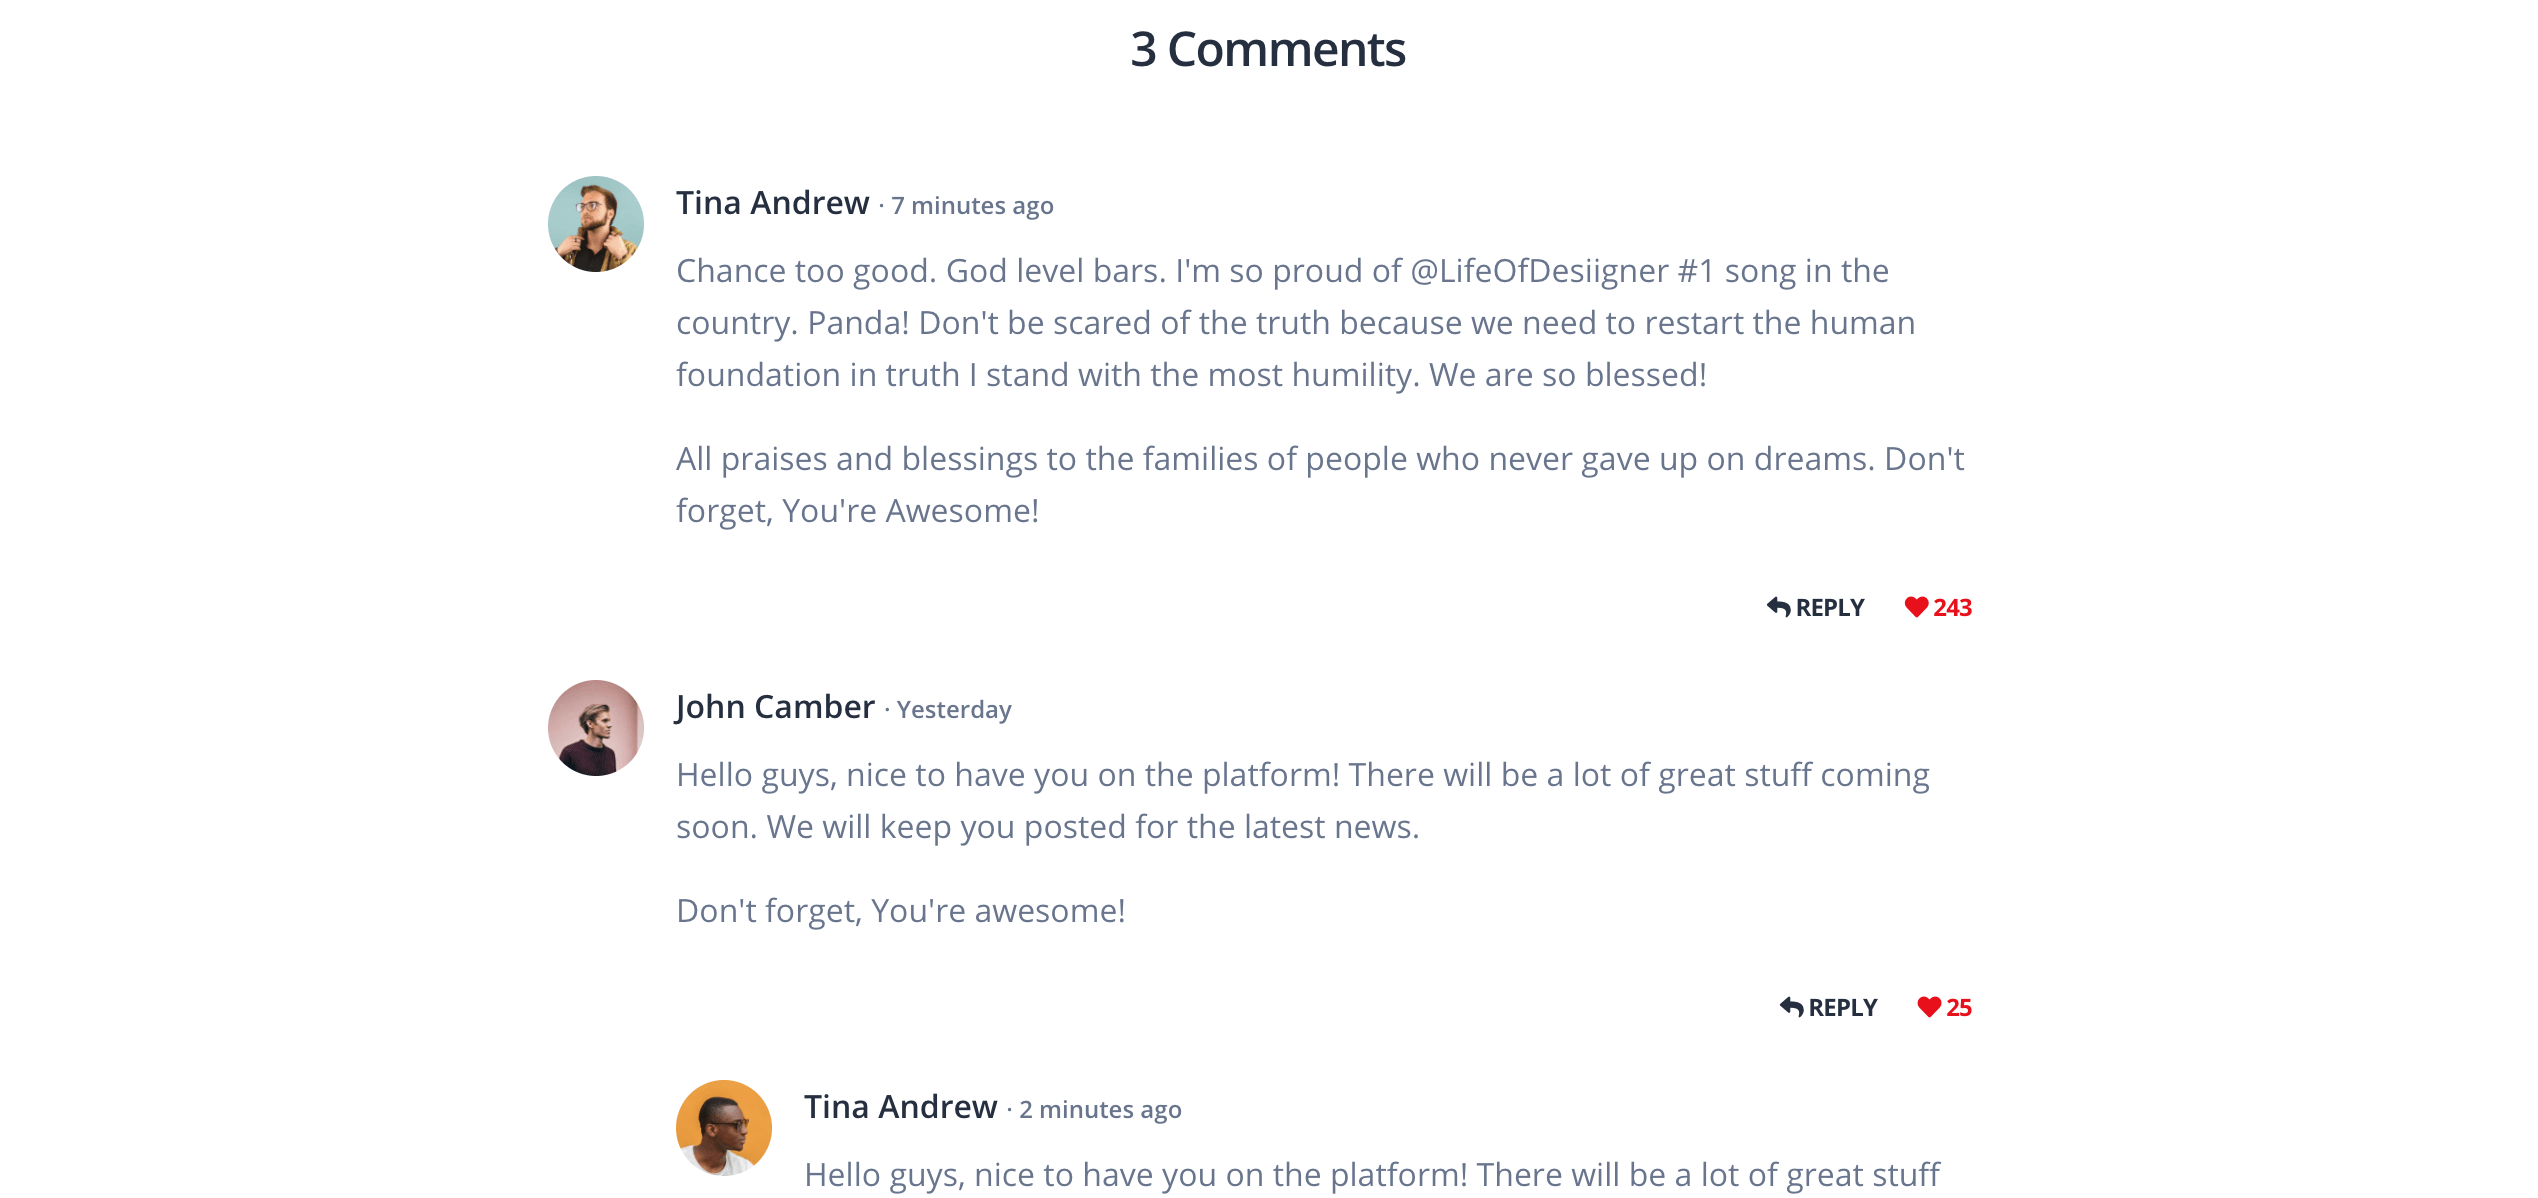 3 Comments
Tina Andrew · 7 minutes ago
Chance too good. God level bars. I'm so proud of @LifeOfDesiigner #1 song in the
country. Panda! Don't be scared of the truth because we need to restart the human
foundation in truth I stand with the most humility. We are so blessed!
All praises and blessings to the families of people who never gave up on dreams. Don't
forget, You're Awesome!
REPLY 243
John Camber · Yesterday
Hello guys, nice to have you on the platform! There will be a lot of great stuff coming
soon. We will keep you posted for the latest news.
Don't forget, You're awesome!
REPLY 25
Tina Andrew · 2 minutes ago
Hello guys, nice to have you on the platform! There will be a lot of great stuff